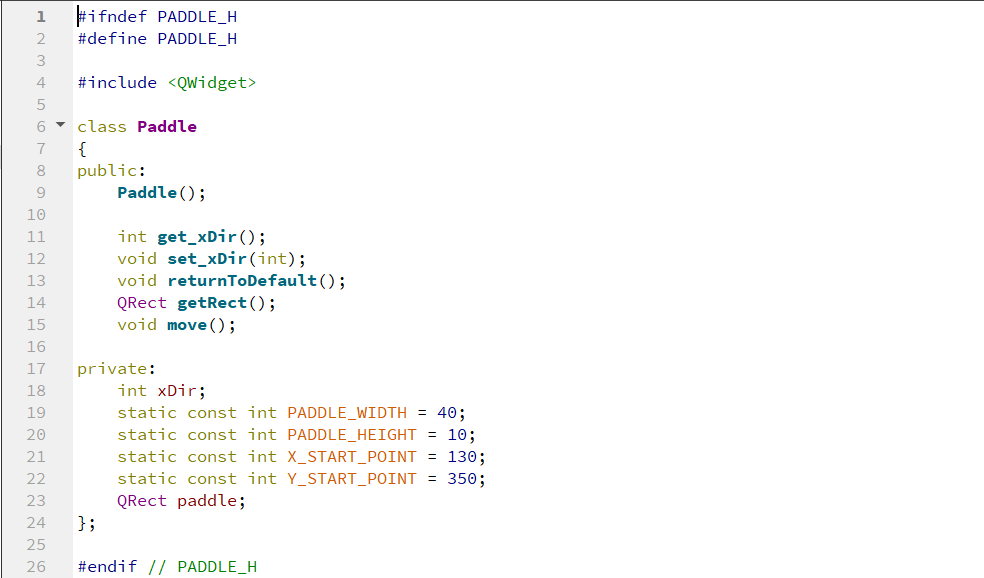 1 #ifndef PADDLE_H
2 #define PADDLE_H
3
4 #include <QWidget>
5
6 class Paddle
7 {
8 public:
9     Paddle();
10
11     int get_xDir();
12     void set_xDir(int);
13     void returnToDefault();
14     QRect getRect();
15     void move();
16
17 private:
18     int xDir;
19     static const int PADDLE_WIDTH = 40;
20     static const int PADDLE_HEIGHT = 10;
21     static const int X_START_POINT = 130;
22     static const int Y_START_POINT = 350;
23     QRect paddle;
24 };
25
26 #endif // PADDLE_H